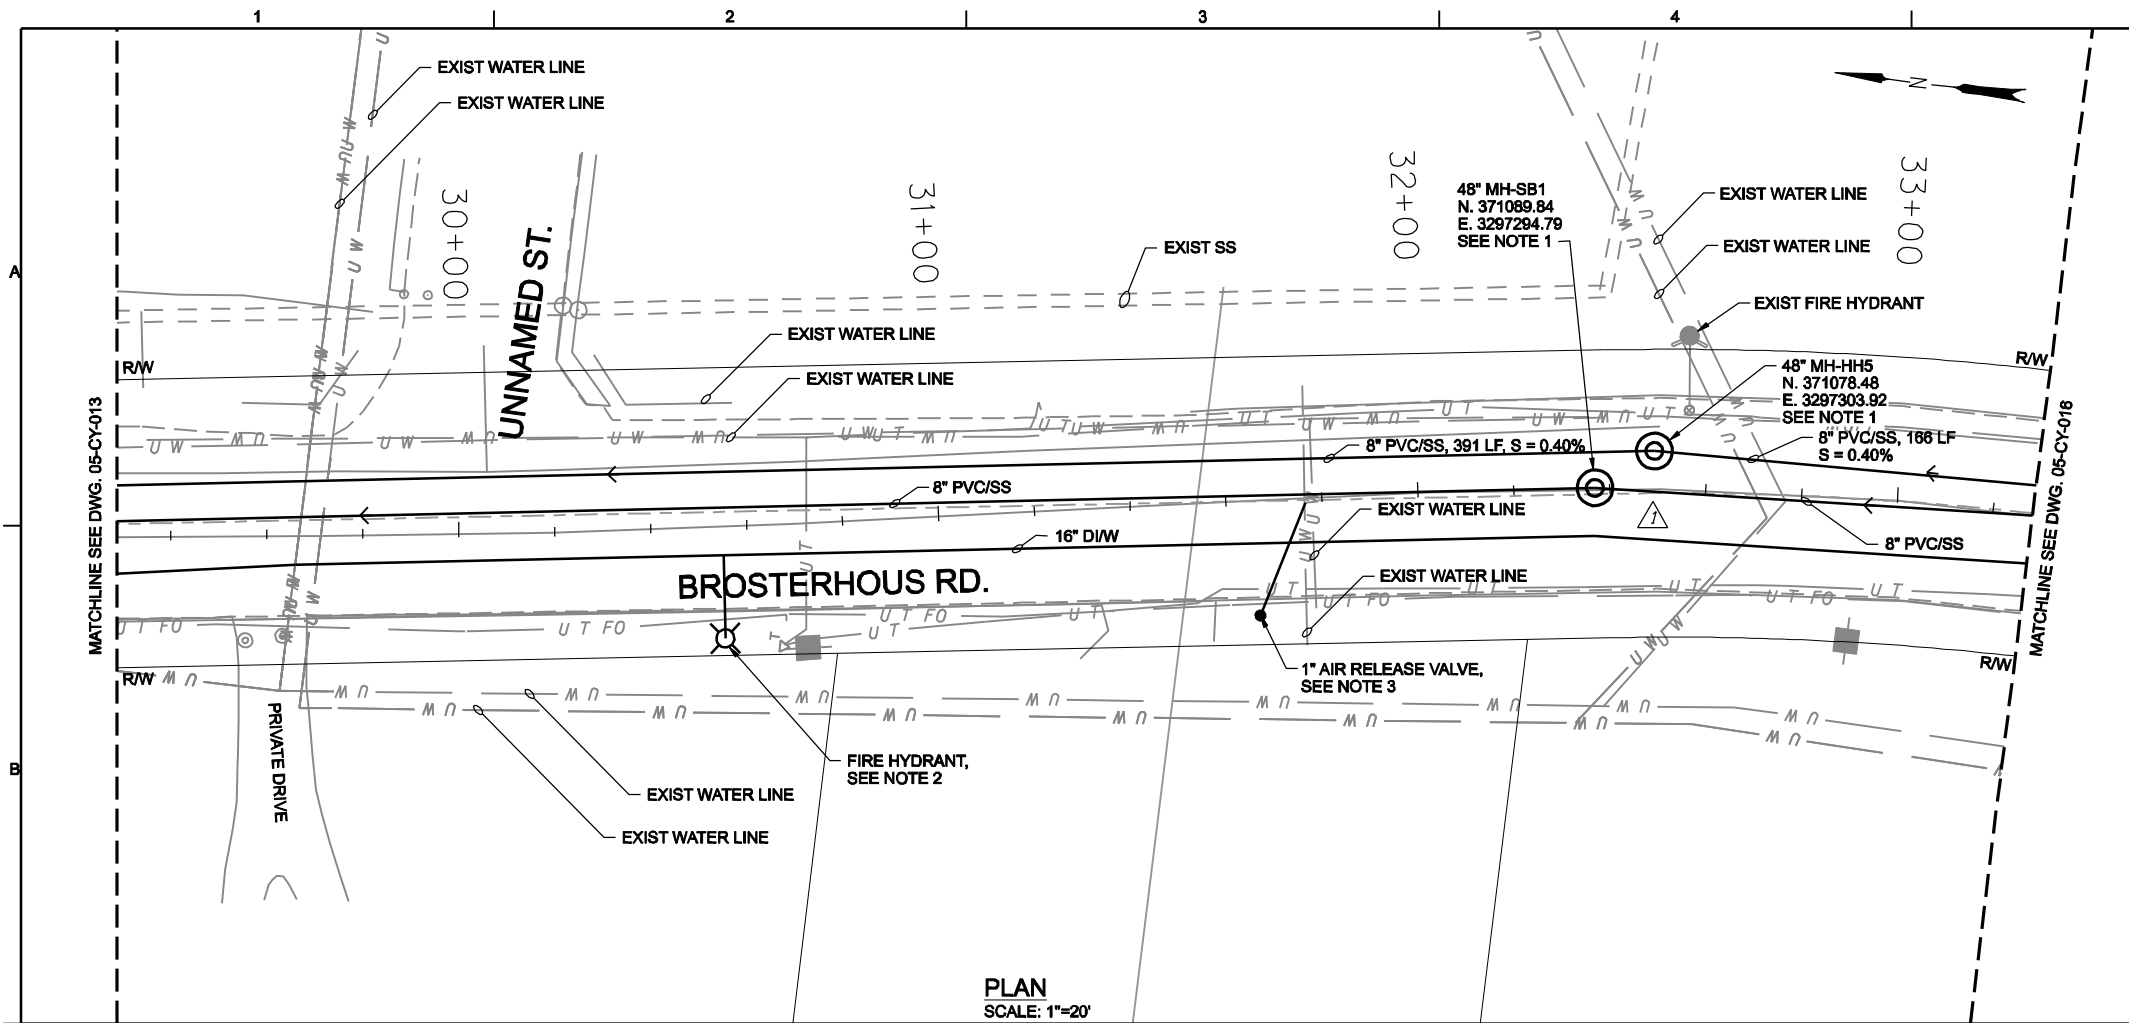 1
2
3
4
EXIST WATER LINE
EXIST WATER LINE
N
30+00
31+00
32+00
33+00
UNNAMED ST.
48" MH-SB1
N. 371089.84
E. 3297294.79
SEE NOTE 1
EXIST WATER LINE
EXIST WATER LINE
EXIST SS
A
EXIST FIRE HYDRANT
EXIST WATER LINE
EXIST WATER LINE
R/W
R/W
48" MH-HH5
N. 371078.48
E. 3297303.92
SEE NOTE 1
8" PVC/SS, 166 LF
S = 0.40%
8" PVC/SS, 391 LF, S = 0.40%
8" PVC/SS
EXIST WATER LINE
1
16" DI/W
8" PVC/SS
MATCHLINE SEE DWG. 05-CY-013
MATCHLINE SEE DWG. 05-CY-016
BROSTERHOUS RD.
EXIST WATER LINE
U T FO
U T FO
U T FO
U T FO
U T FO
U T
U T
U T
U T
U T
U T
U W
U W
U W
R/W
R/W
1" AIR RELEASE VALVE,
SEE NOTE 3
PRIVATE DRIVE
FIRE HYDRANT,
SEE NOTE 2
B
EXIST WATER LINE
EXIST WATER LINE
PLAN
SCALE: 1"=20'